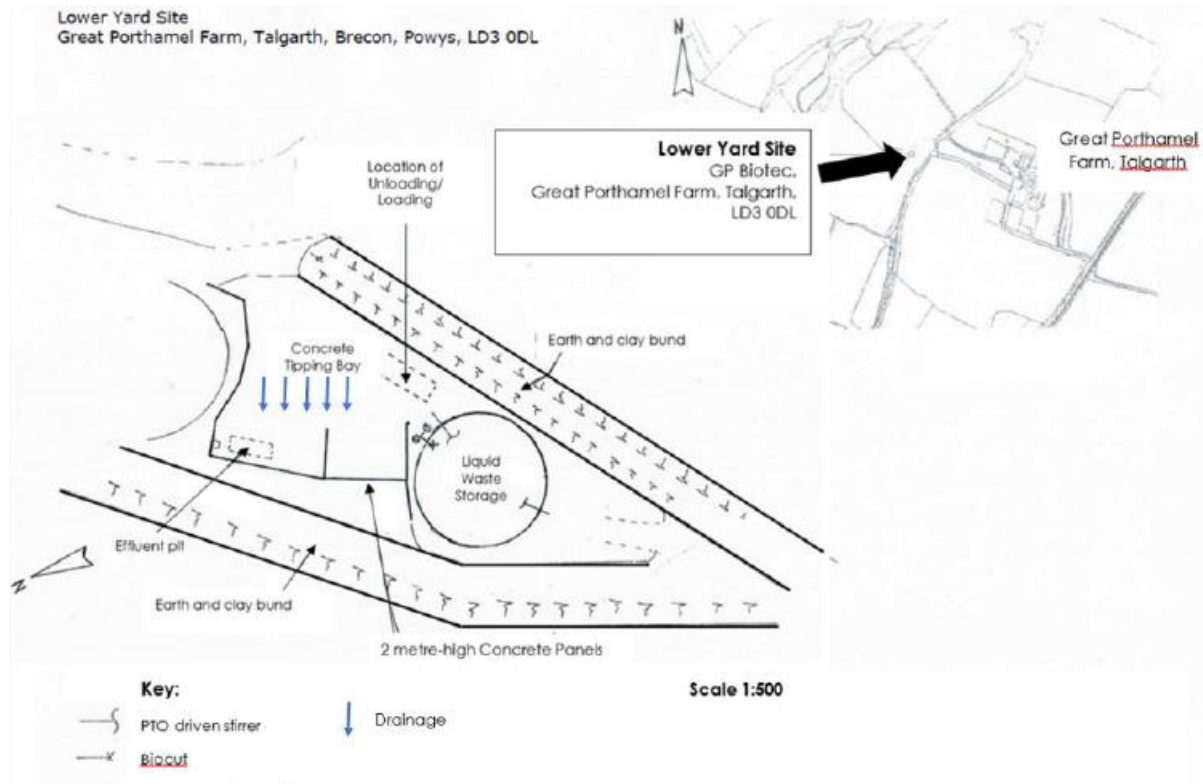 Lower Yard Site
Great Porthamel Farm, Talgarth, Brecon, Powys, LD3 0DL
N
Great Porthamel
Farm, Talgarth
Lower Yard Site
GP Biotec,
Great Porthamel Farm, Talgarth,
LD3 0DL
Location of
Unloading/
Loading
Earth and clay bund
Concrete
Tipping Bay
Liquid
Waste
Storage
Effluent pit
N
Earth and clay bund
2 metre-high Concrete Panels
Key:
Scale 1:500
PTO driven stirrer
Drainage
Biocut